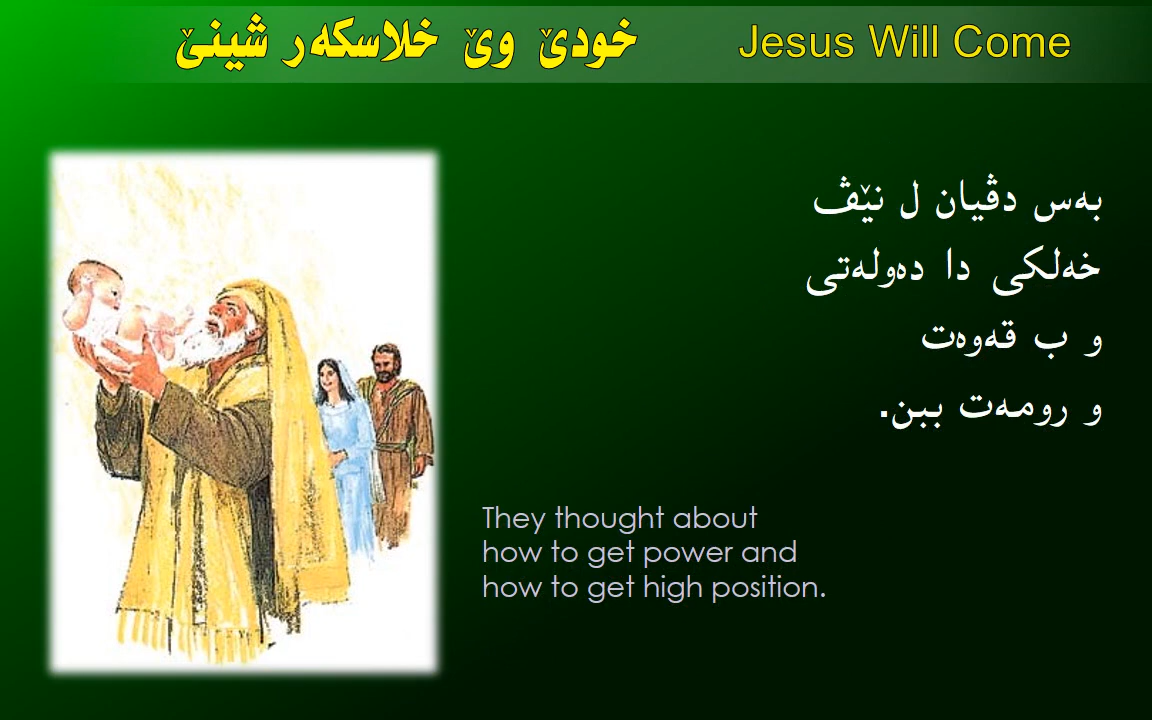 خودێ وێ خلاسکەر شینێ
Jesus Will Come
بەس دڤیان ل نێڤ
خەلکی دا دەولەتی
و ب قەوەت
و رومەت ببن.
They thought about
how to get power and
how to get high position.